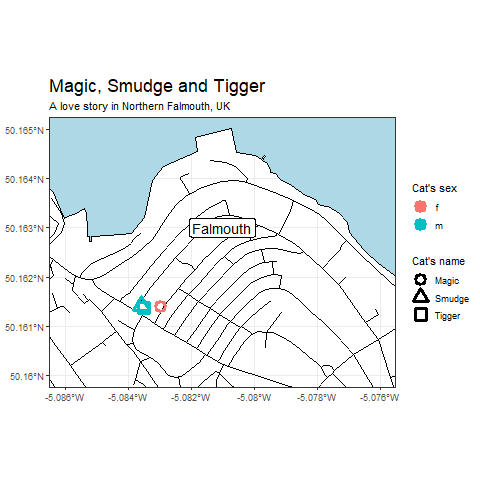 Magic, Smudge and Tigger
A love story in Northern Falmouth, UK
50.165°N
50.164°N
50.163°N
50.162°N
50.161°N
50.16°N
Falmouth
-5.086°W
-5.084°W
-5.082°W
-5.08°W
-5.078°W
-5.076°W
Cat's sex
f
m
Cat's name
Magic
Smudge
Tigger